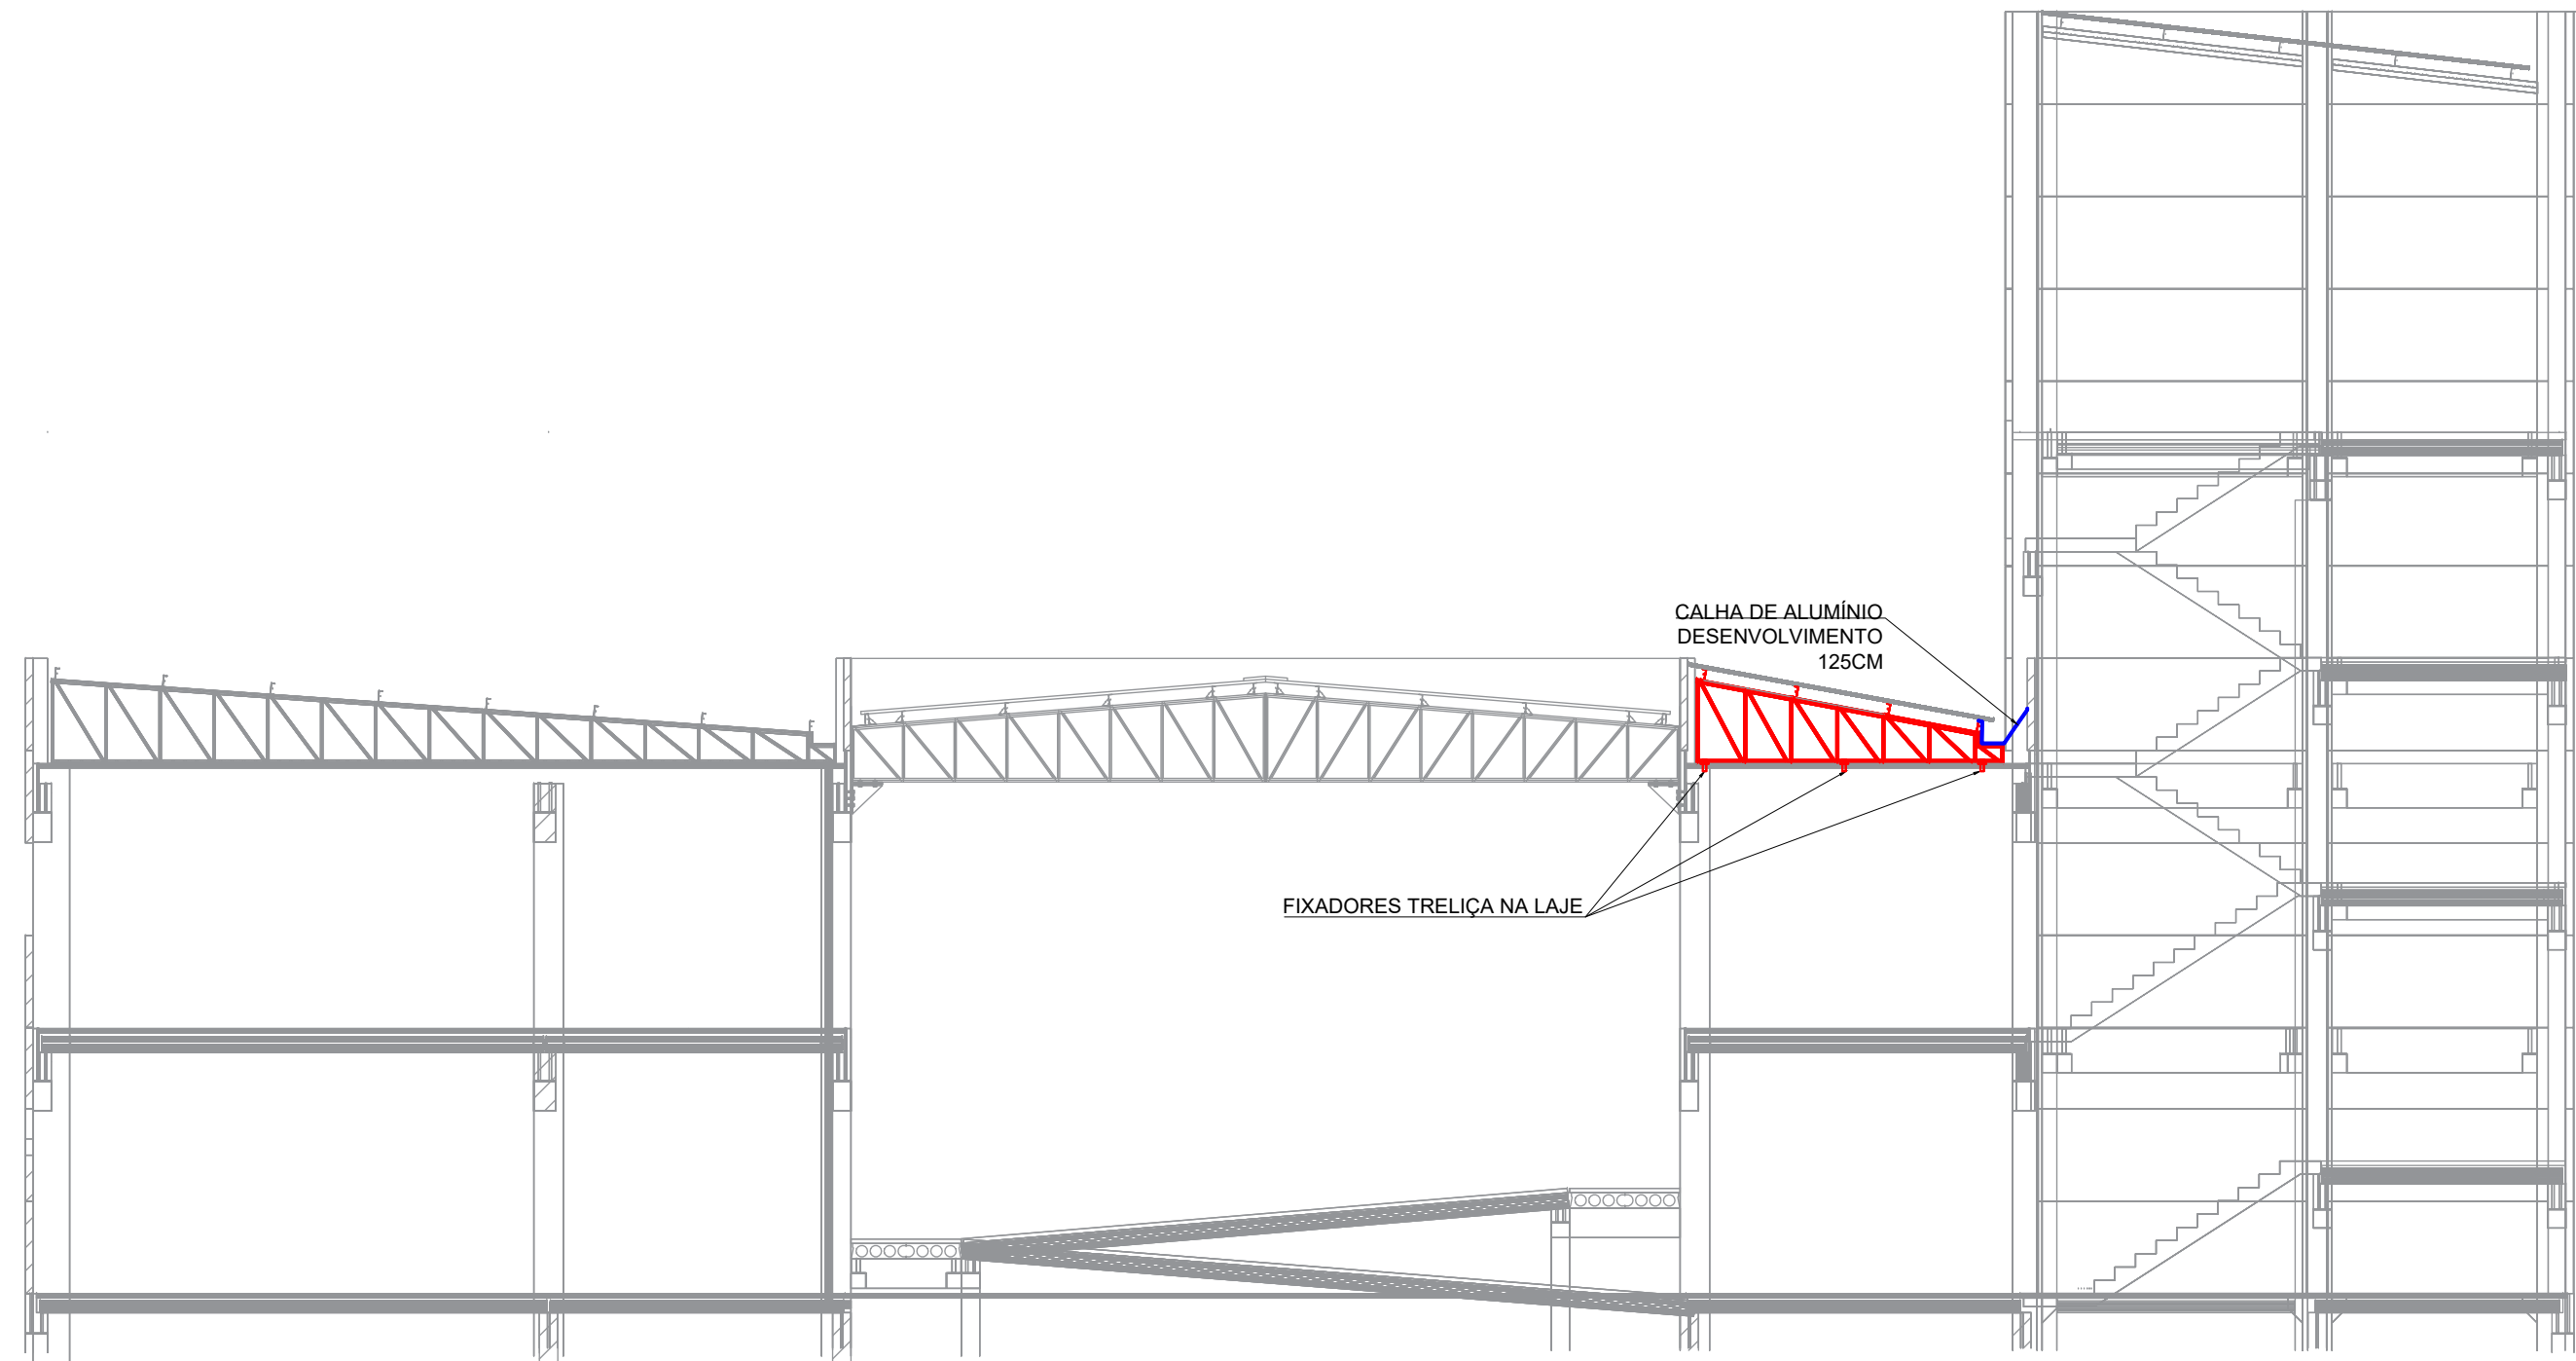 CALHA DE ALUMÍNIO
DESENVOLVIMENTO
125CM
FIXADORES TRELIÇA NA LAJE